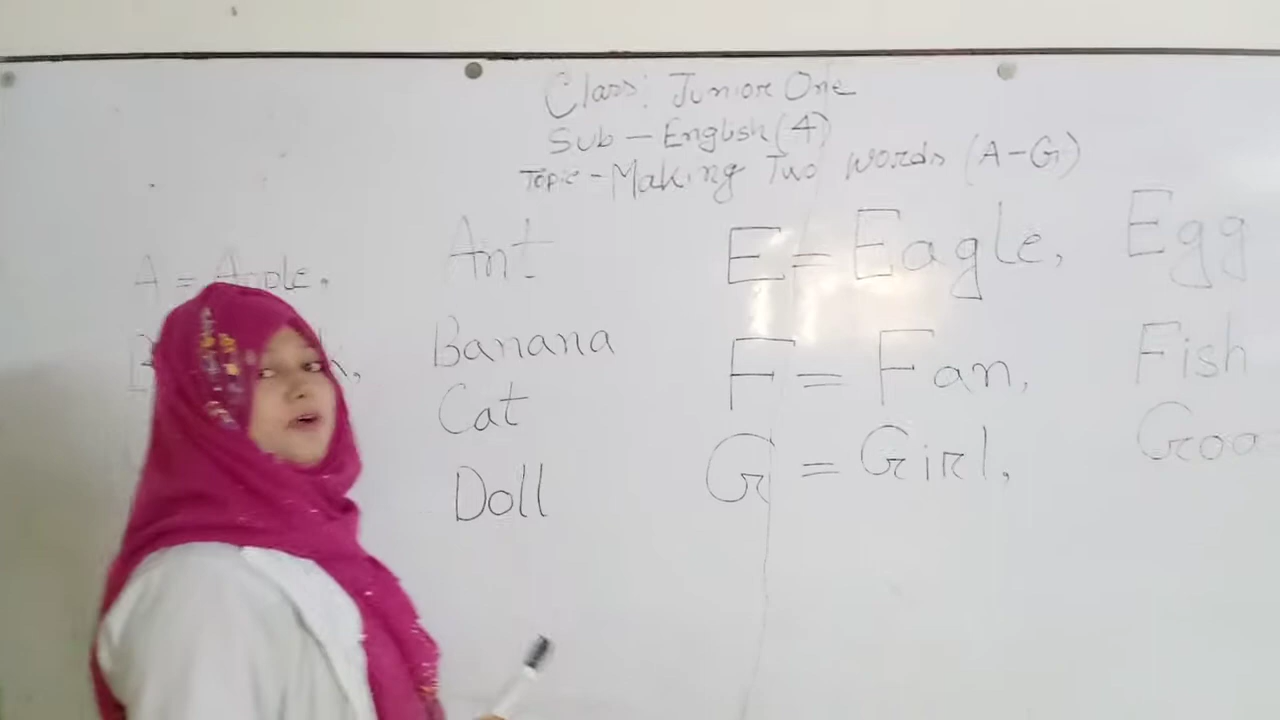 Class: Junior One
Sub - English (4)
Topic - Making Two Words (A-G)
A = Apple, Ant
Banana
Cat
Doll
E = Eagle, Egg
F = Fan, Fish
G = Girl, Goa